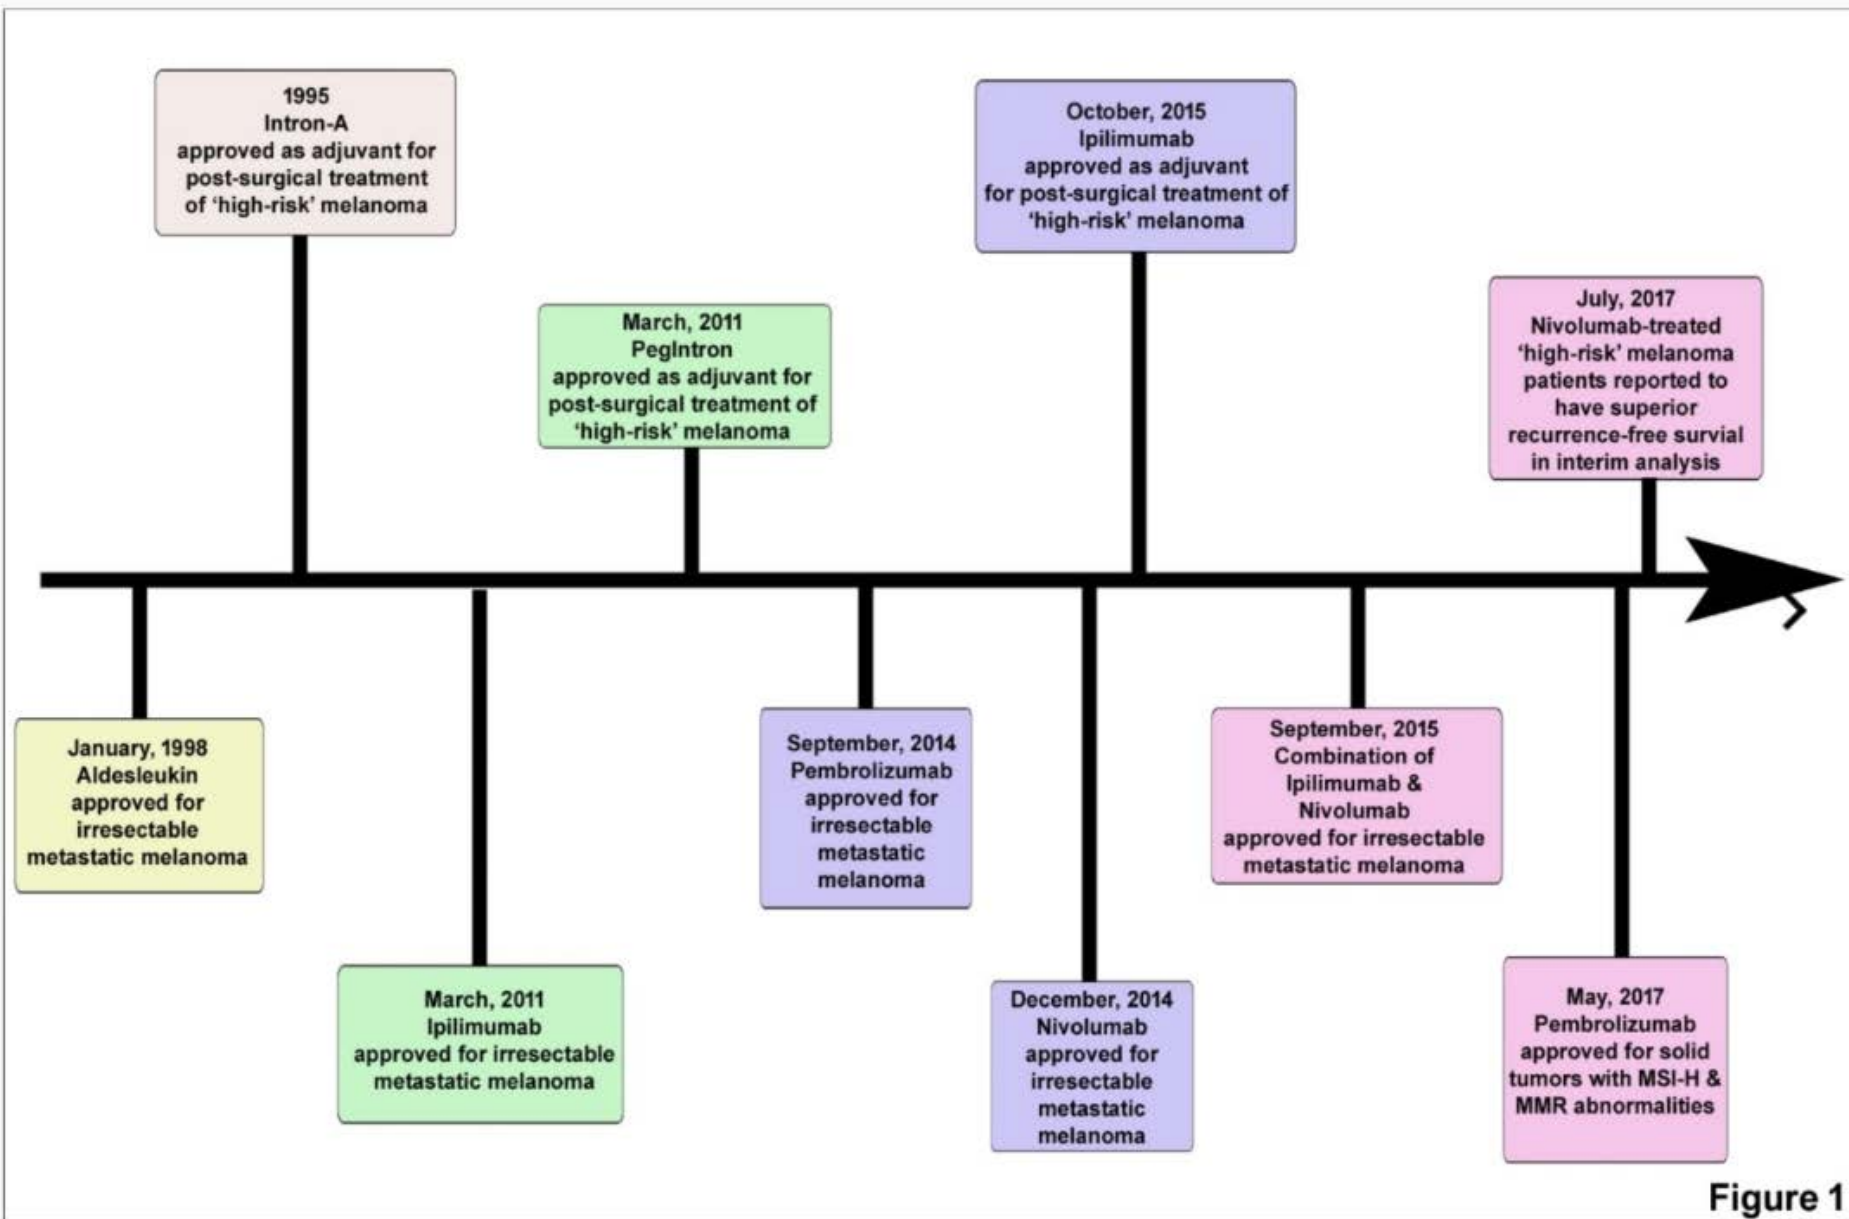 1995
Intron-A
approved as adjuvant for
post-surgical treatment
of ‘high-risk’ melanoma
October, 2015
Ipilimumab
approved as adjuvant
for post-surgical treatment of
‘high-risk’ melanoma
March, 2011
PegIntron
approved as adjuvant for
post-surgical treatment of
‘high-risk’ melanoma
July, 2017
Nivolumab-treated
‘high-risk’ melanoma
patients reported to
have superior
recurrence-free survial
in interim analysis
January, 1998
Aldesleukin
approved for
irresectable
metastatic melanoma
March, 2011
Ipilimumab
approved for irresectable
metastatic melanoma
September, 2014
Pembrolizumab
approved for
irresectable
metastatic
melanoma
December, 2014
Nivolumab
approved for
irresectable
metastatic
melanoma
September, 2015
Combination of
Ipilimumab &
Nivolumab
approved for irresectable
metastatic melanoma
May, 2017
Pembrolizumab
approved for solid
tumors with MSI-H &
MMR abnormalities
Figure 1